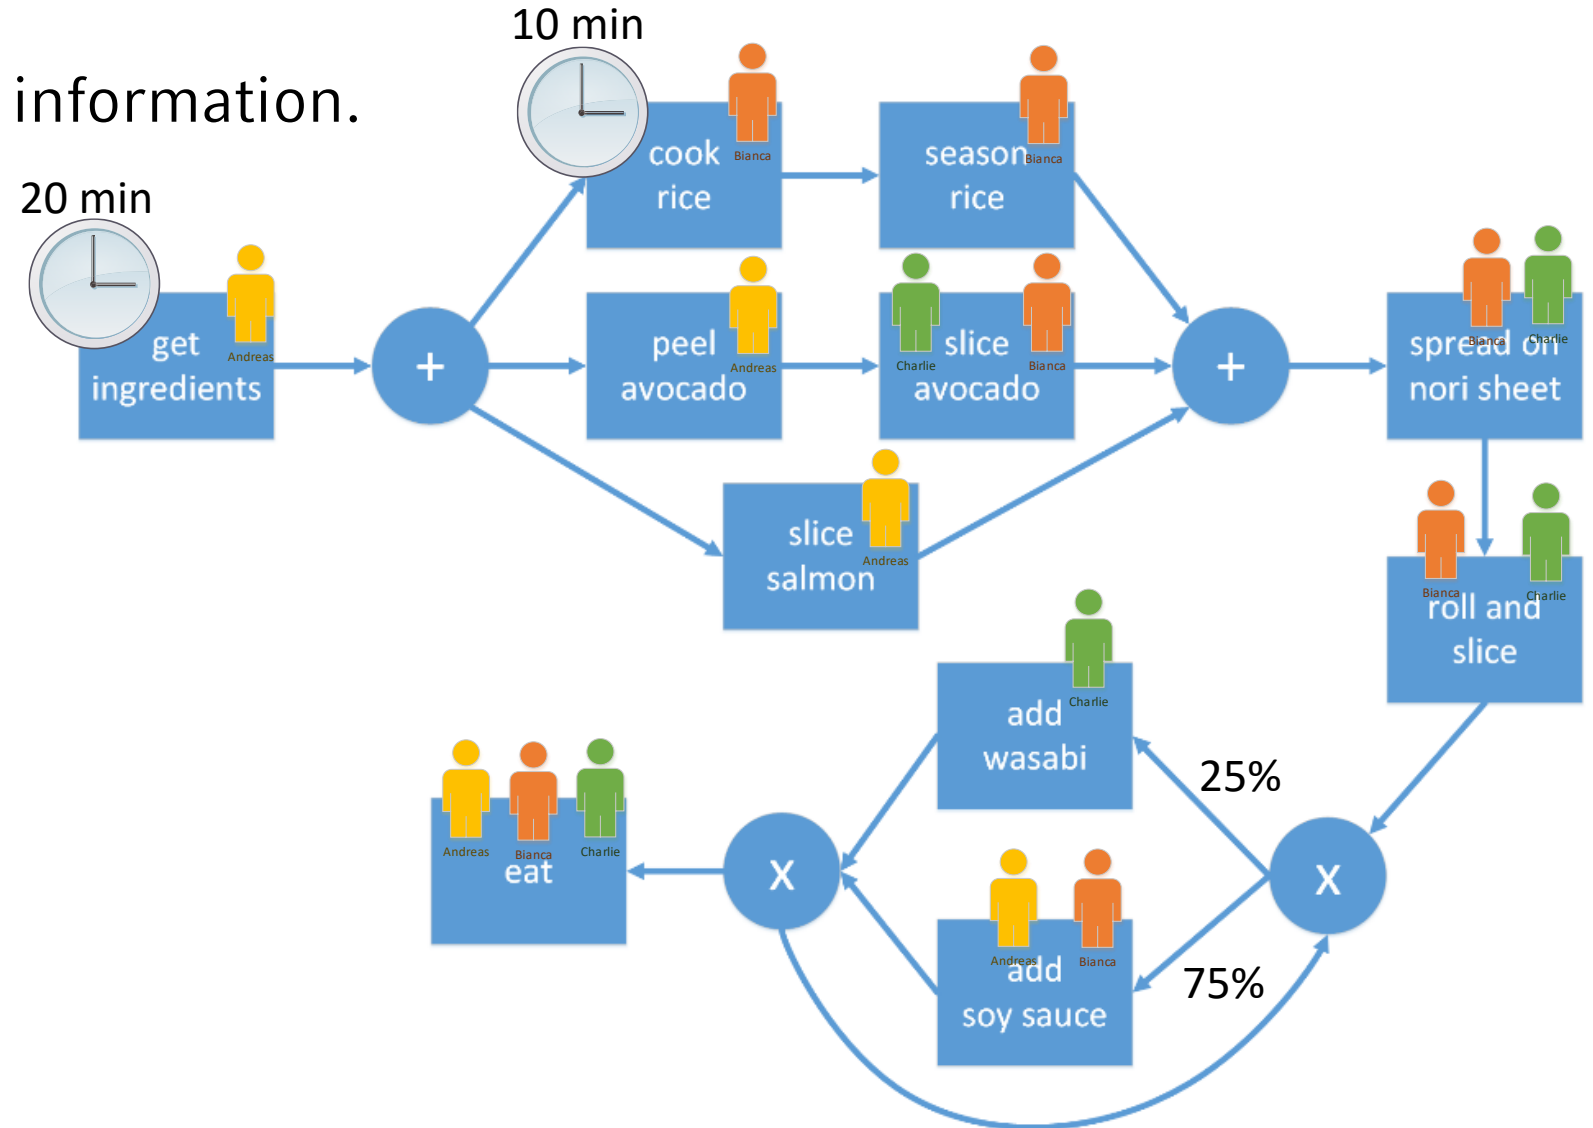 10 min
information.
20 min
cook
rice
Bianca
season
rice
Bianca
get
ingredients
Andreas
+
peel
avocado
Andreas
slice
avocado
Charlie
Bianca
+
spread on
nori sheet
Bianca
Charlie
slice
salmon
Andreas
roll and
slice
Bianca
Charlie
add
wasabi
Charlie
25%
eat
Andreas
Bianca
Charlie
X
X
add
soy sauce
Andreas
Bianca
75%